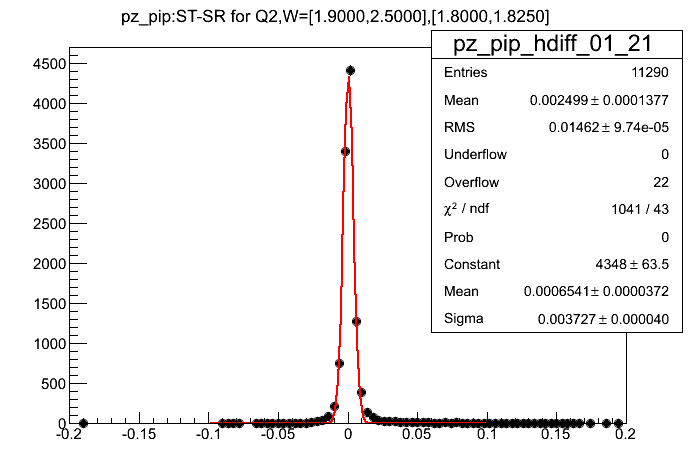 pz_pip:ST-SR for Q2,W=[1.9000,2.5000],[1.8000,1.8250]
pz_pip_hdiff_01_21
Entries 11290
Mean 0.002499 ± 0.0001377
RMS 0.01462 ± 9.74e-05
Underflow 0
Overflow 22
χ² / ndf 1041 / 43
Prob 0
Constant 4348 ± 63.5
Mean 0.0006541 ± 0.0000372
Sigma 0.003727 ± 0.000040
4500
4000
3500
3000
2500
2000
1500
1000
500
0
-0.2 -0.15 -0.1 -0.05 0 0.05 0.1 0.15 0.2